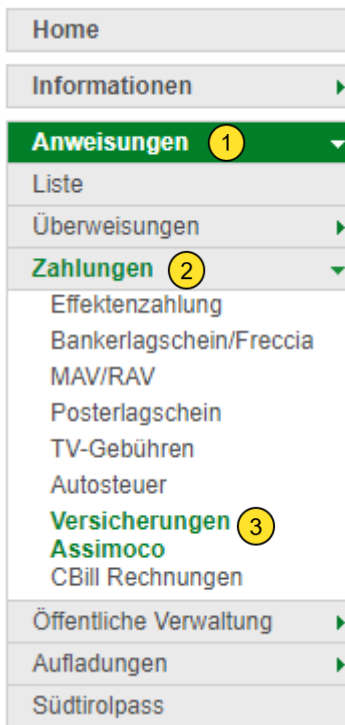 Home
Informationen
Anweisungen 1
Liste
Überweisungen
Zahlungen 2
Effektenzahlung
Bankerlagschein/Freccia
MAV/RAV
Posterlagschein
TV-Gebühren
Autosteuer
Versicherungen 3
Assimoco
CBill Rechnungen
Öffentliche Verwaltung
Aufladungen
Südtirolpass